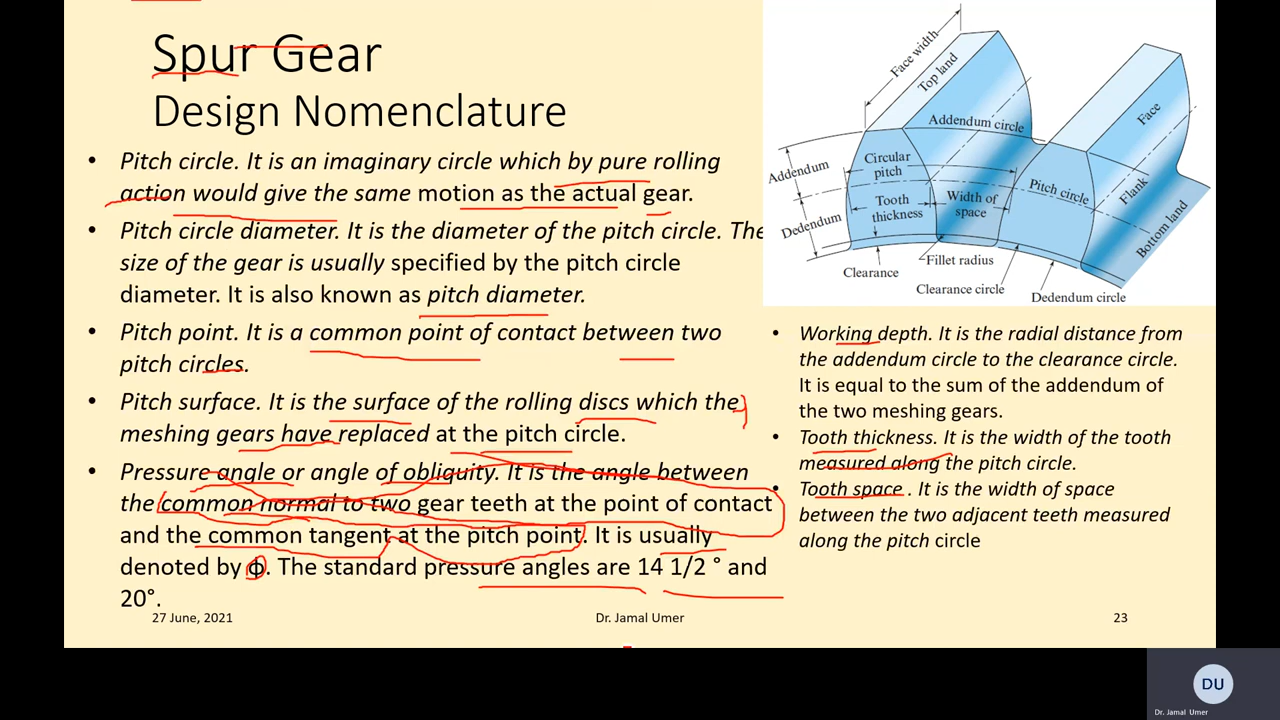 Spur Gear
Design Nomenclature
• Pitch circle. It is an imaginary circle which by pure rolling
action would give the same motion as the actual gear.
• Pitch circle diameter. It is the diameter of the pitch circle. The
size of the gear is usually specified by the pitch circle
diameter. It is also known as pitch diameter.
• Pitch point. It is a common point of contact between two
pitch circles.
• Pitch surface. It is the surface of the rolling discs which the
meshing gears have replaced at the pitch circle.
• Pressure angle or angle of obliquity. It is the angle between
the common normal to two gear teeth at the point of contact
and the common tangent at the pitch point. It is usually
denoted by ϕ. The standard pressure angles are 14 1/2 ° and
20°.
Face width
Top land
Addendum circle
Face
Addendum
Circular
pitch
Pitch circle
Flank
Dedendum
Tooth
thickness
Width of
space
Bottom land
Fillet radius
Clearance
Clearance circle
Dedendum circle
• Working depth. It is the radial distance from
the addendum circle to the clearance circle.
It is equal to the sum of the addendum of
the two meshing gears.
• Tooth thickness. It is the width of the tooth
measured along the pitch circle.
• Tooth space . It is the width of space
between the two adjacent teeth measured
along the pitch circle
27 June, 2021
Dr. Jamal Umer
23
DU
Dr. Jamal Umer